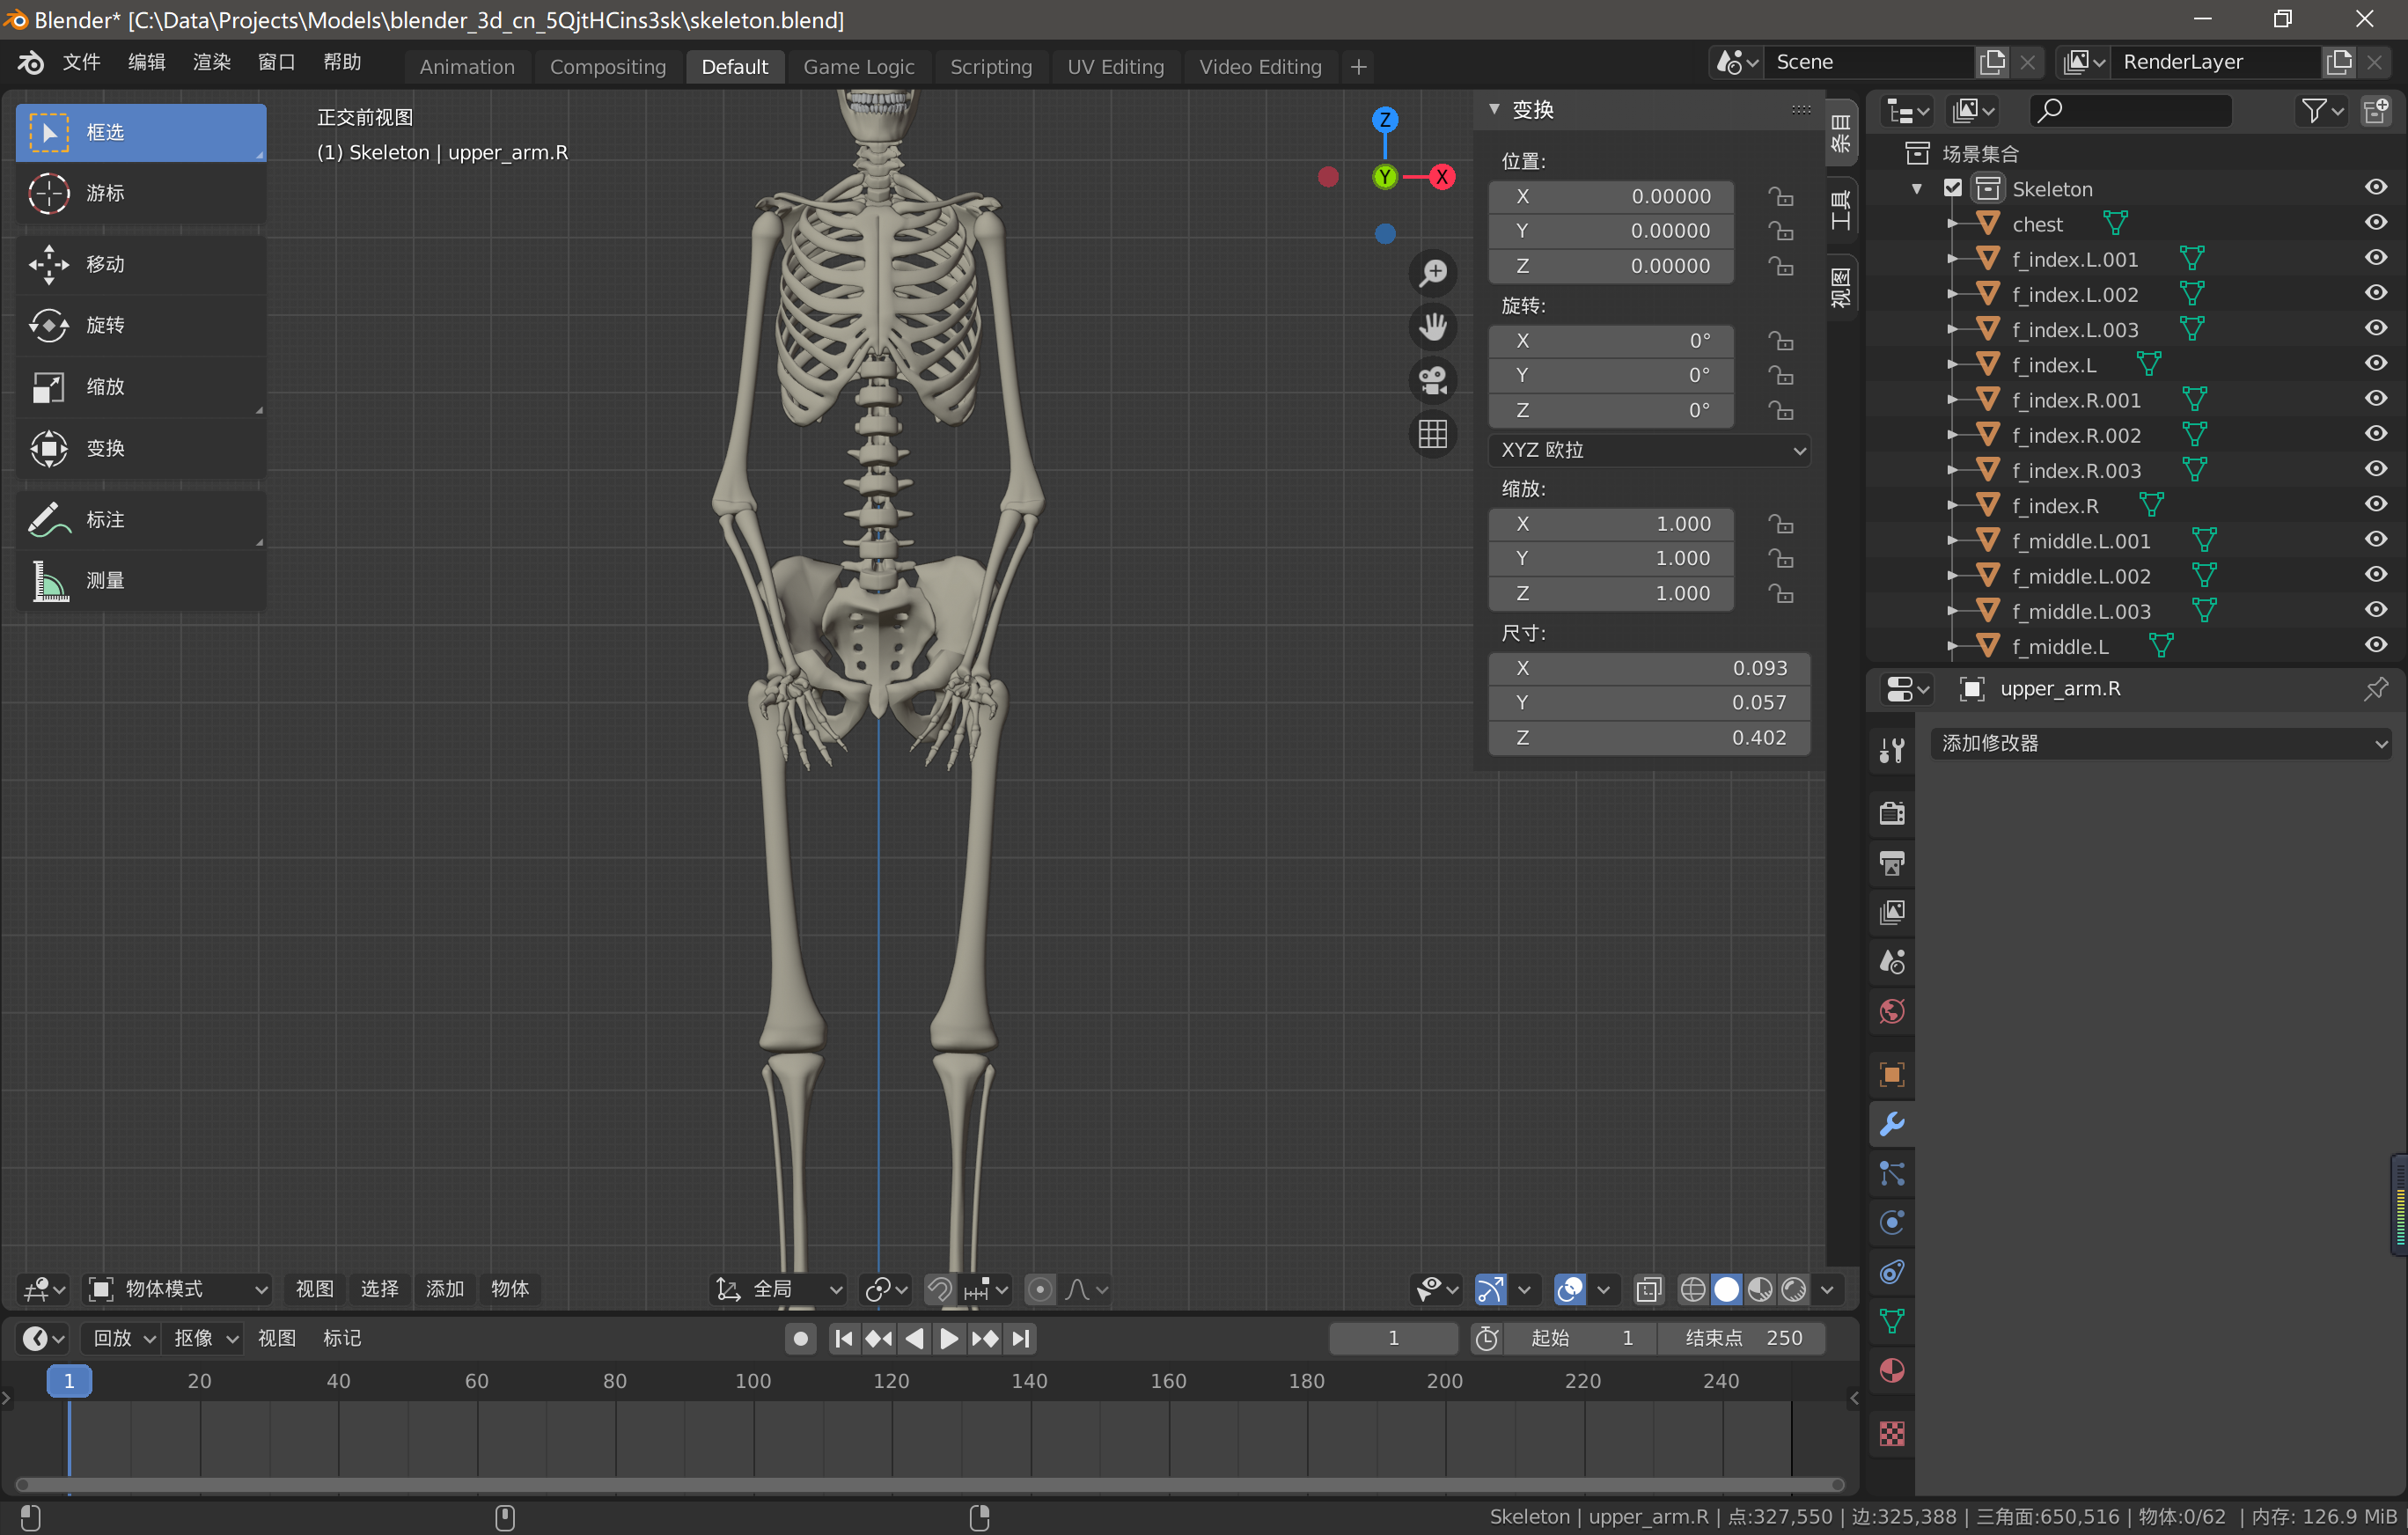 Blender* [C:\Data\Projects\Models\blender_3d_cn_5QjtHCins3sk\skeleton.blend]
文件 编辑 渲染 窗口 帮助 Animation Compositing Default Game Logic Scripting UV Editing Video Editing + Scene RenderLayer
框选
游标
移动
旋转
缩放
变换
标注
测量
正交前视图
(1) Skeleton | upper_arm.R
Z
Y
X
变换
位置:
X 0.00000
Y 0.00000
Z 0.00000
旋转:
X 0°
Y 0°
Z 0°
XYZ 欧拉
缩放:
X 1.000
Y 1.000
Z 1.000
尺寸:
X 0.093
Y 0.057
Z 0.402
条目
工具
视图
场景集合
Skeleton
chest
f_index.L.001
f_index.L.002
f_index.L.003
f_index.L
f_index.R.001
f_index.R.002
f_index.R.003
f_index.R
f_middle.L.001
f_middle.L.002
f_middle.L.003
f_middle.L
upper_arm.R
添加修改器
物体模式 视图 选择 添加 物体 全局
回放 抠像 视图 标记 1 起始 1 结束点 250
1 20 40 60 80 100 120 140 160 180 200 220 240
Skeleton | upper_arm.R | 点:327,550 | 边:325,388 | 三角面:650,516 | 物体:0/62 | 内存: 126.9 MiB